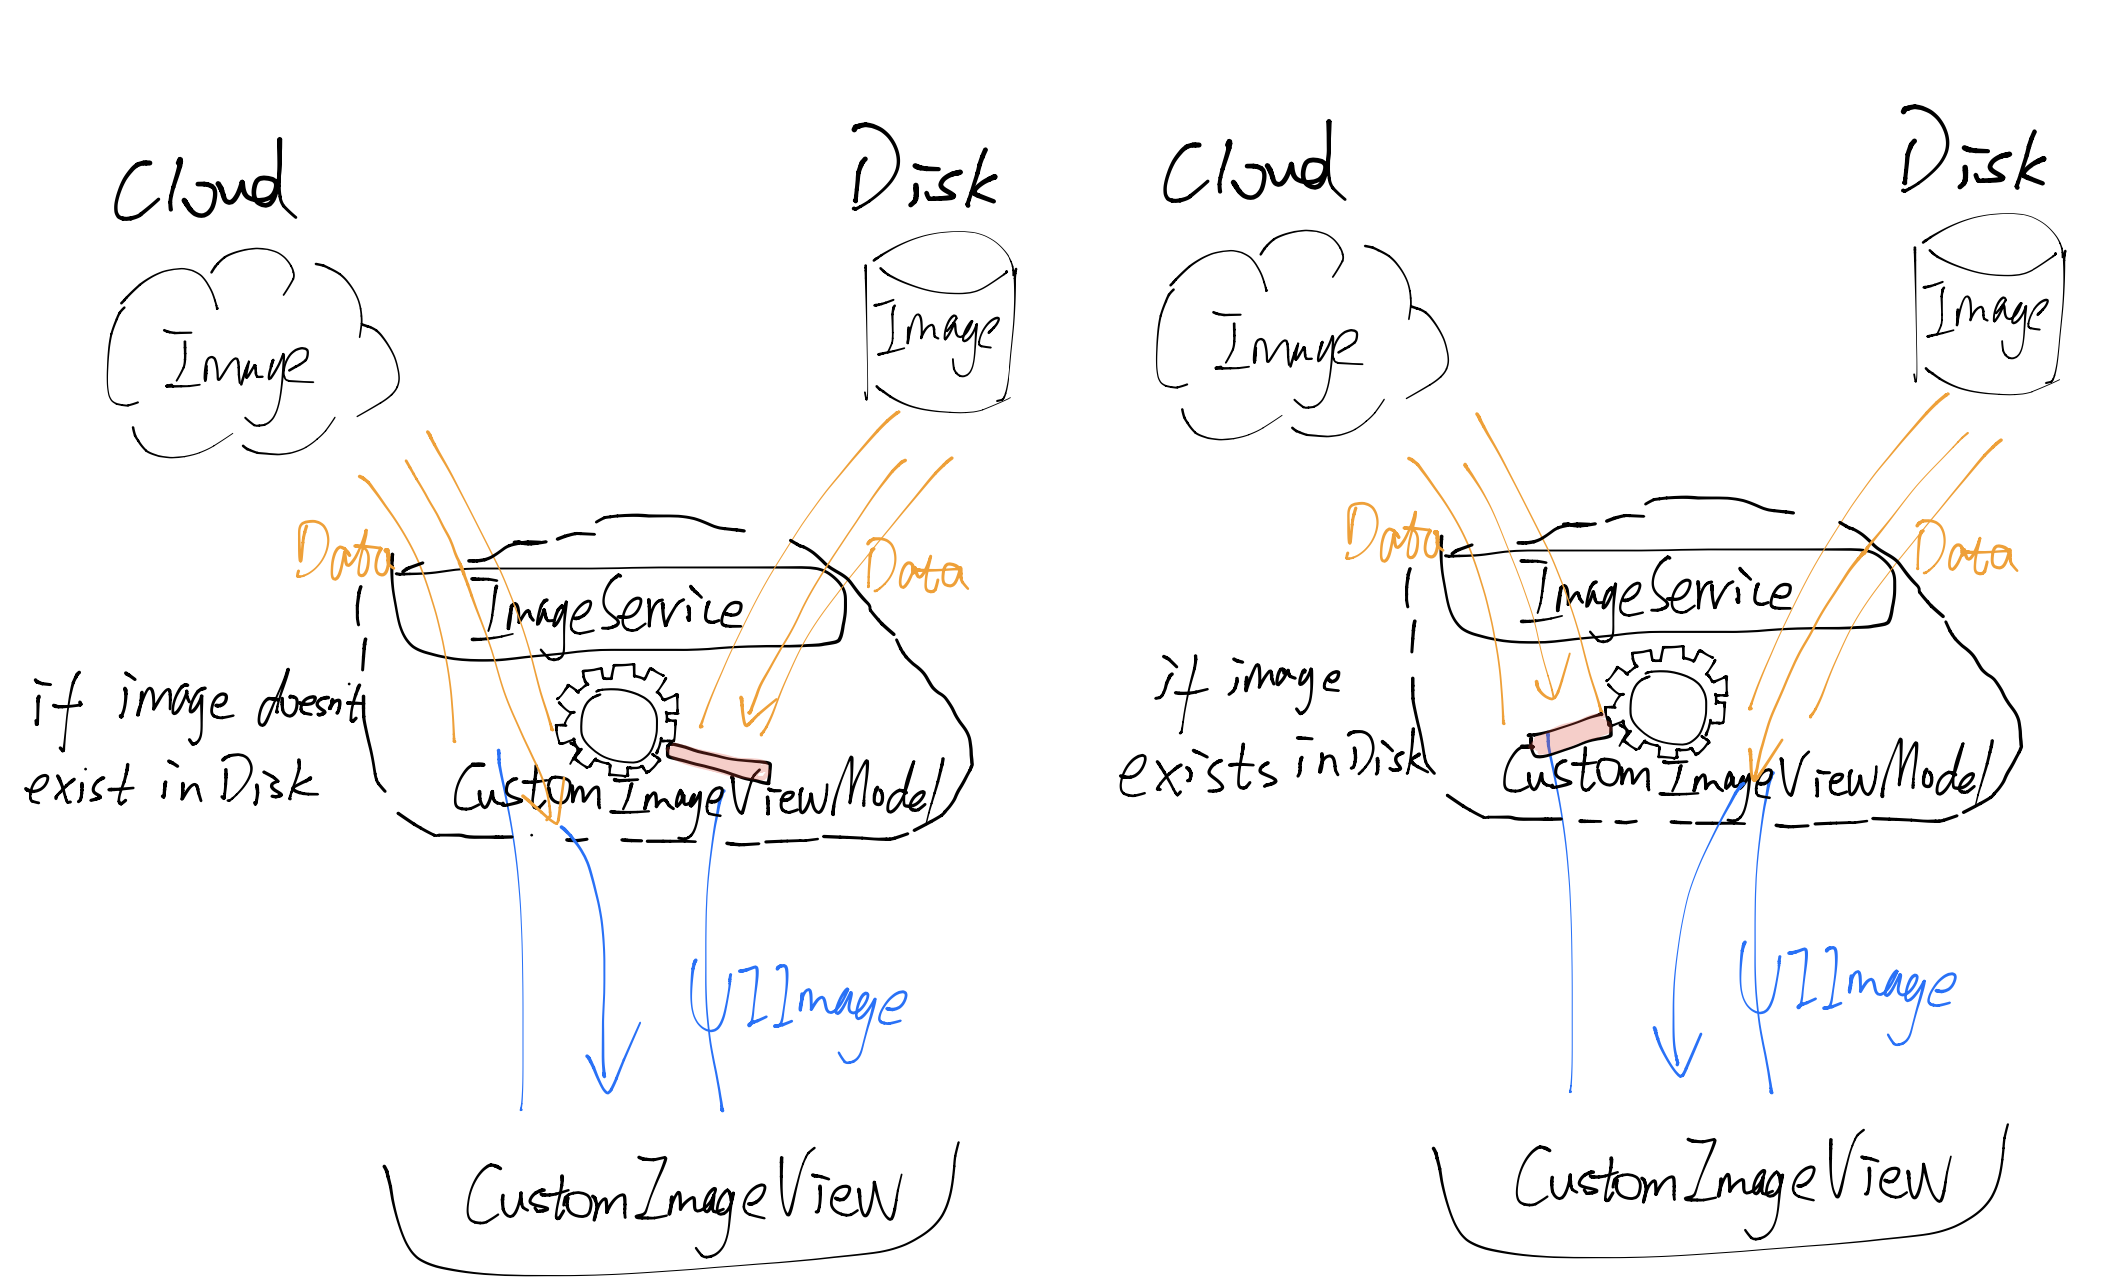 Cloud
Disk
Image
Image
Data
Data
ImageService
if image doesn't
exist in Disk
CustomImageViewModel
UIImage
CustomImageView
Cloud
Disk
Image
Image
Data
Data
ImageService
if image
exists in Disk
CustomImageViewModel
UIImage
CustomImageView